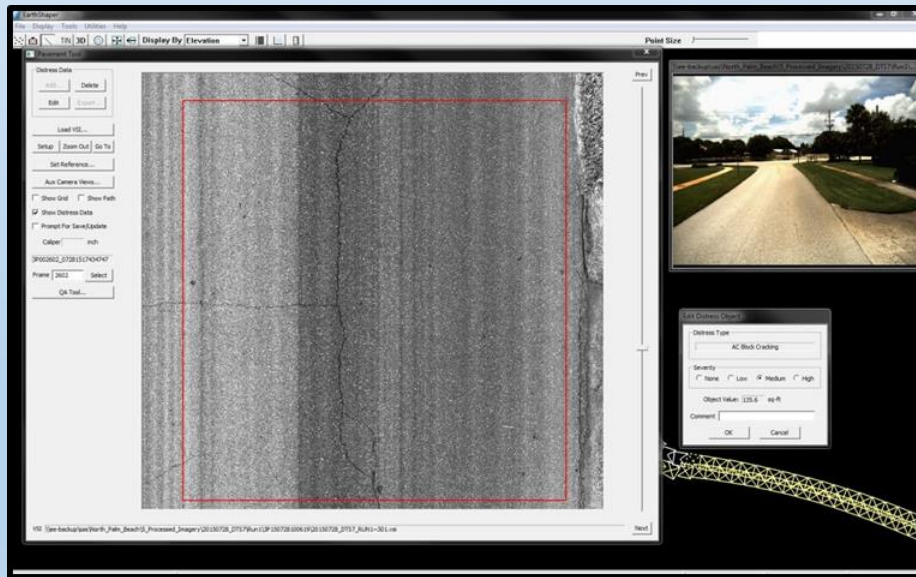 EarthShaper
File Display Tools Utilities Help
TIN 3D Display By Elevation Point Size
Pavement Tool
Distress Data
Add... Delete
Edit Export...
Load VSI...
Setup Zoom Out Go To
Set Reference...
Aux Camera Views...
Show Grid Show Path
Show Distress Data
Prompt For Save/Update
Caliper inch
Frame 2602 Select
QA Tool...
Prev
Next
Edit Distress Object
Distress Type
AC Block Cracking
Severity
None Low Medium High
Object Value: 135.6 sq-ft
Comment
OK Cancel